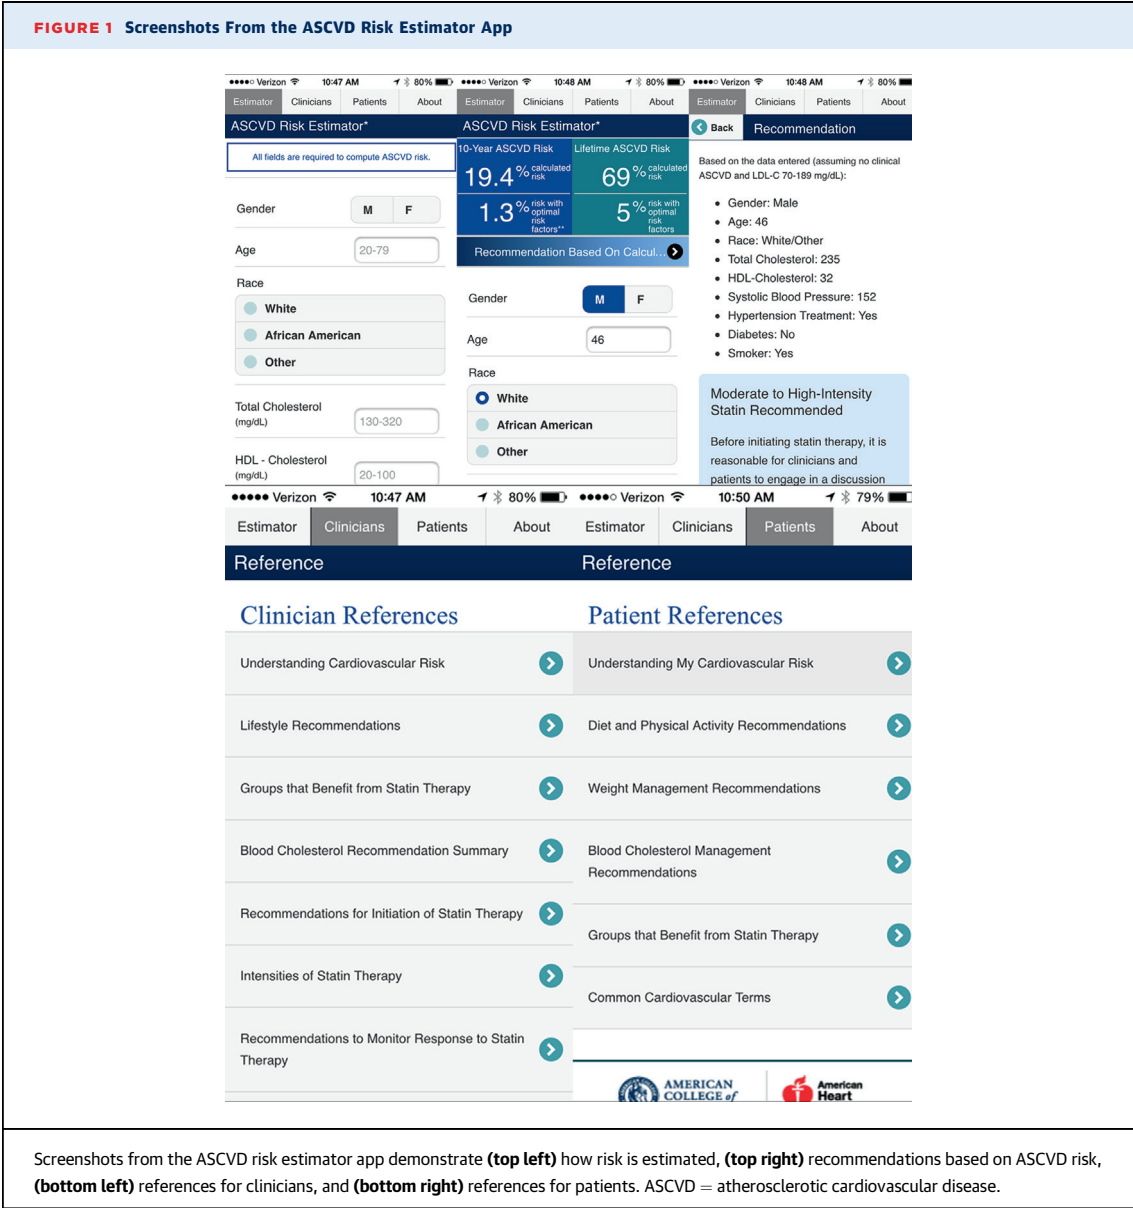 FIGURE 1 Screenshots From the ASCVD Risk Estimator App
Verizon 10:47 AM 80%
Estimator Clinicians Patients About
ASCVD Risk Estimator*
All fields are required to compute ASCVD risk.
Gender M F
Age 20-79
Race
White
African American
Other
Total Cholesterol
(mg/dL) 130-320
HDL - Cholesterol
(mg/dL) 20-100
Verizon 10:48 AM 80%
Estimator Clinicians Patients About
ASCVD Risk Estimator*
10-Year ASCVD Risk Lifetime ASCVD Risk
19.4% calculated risk 69% calculated risk
1.3% risk with optimal risk factors** 5% risk with optimal risk factors
Recommendation Based On Calcul...
Gender M F
Age 46
Race
White
African American
Other
Verizon 10:48 AM 80%
Estimator Clinicians Patients About
Back Recommendation
Based on the data entered (assuming no clinical
ASCVD and LDL-C 70-189 mg/dL):
• Gender: Male
• Age: 46
• Race: White/Other
• Total Cholesterol: 235
• HDL-Cholesterol: 32
• Systolic Blood Pressure: 152
• Hypertension Treatment: Yes
• Diabetes: No
• Smoker: Yes
Moderate to High-Intensity
Statin Recommended
Before initiating statin therapy, it is
reasonable for clinicians and
patients to engage in a discussion
Verizon 10:47 AM 80%
Estimator Clinicians Patients About
Reference
Clinician References
Understanding Cardiovascular Risk
Lifestyle Recommendations
Groups that Benefit from Statin Therapy
Blood Cholesterol Recommendation Summary
Recommendations for Initiation of Statin Therapy
Intensities of Statin Therapy
Recommendations to Monitor Response to Statin
Therapy
Verizon 10:50 AM 79%
Estimator Clinicians Patients About
Reference
Patient References
Understanding My Cardiovascular Risk
Diet and Physical Activity Recommendations
Weight Management Recommendations
Blood Cholesterol Management
Recommendations
Groups that Benefit from Statin Therapy
Common Cardiovascular Terms
AMERICAN
COLLEGE of
American
Heart
Screenshots from the ASCVD risk estimator app demonstrate (top left) how risk is estimated, (top right) recommendations based on ASCVD risk,
(bottom left) references for clinicians, and (bottom right) references for patients. ASCVD = atherosclerotic cardiovascular disease.